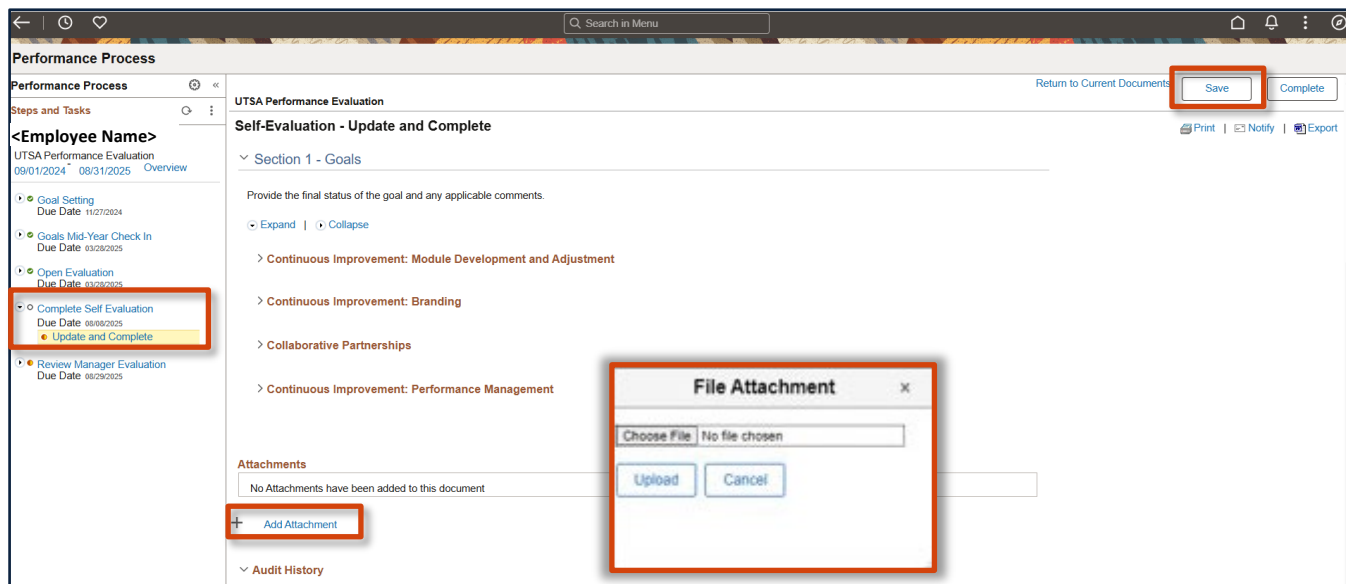 Search in Menu
Performance Process
Performance Process
Steps and Tasks
<Employee Name>
UTSA Performance Evaluation
09/01/2024 - 08/31/2025 Overview
Goal Setting
Due Date 11/27/2024
Goals Mid-Year Check In
Due Date 03/28/2025
Open Evaluation
Due Date 03/28/2025
Complete Self Evaluation
Due Date 08/08/2025
Update and Complete
Review Manager Evaluation
Due Date 08/29/2025
Return to Current Documents
Save
Complete
UTSA Performance Evaluation
Self-Evaluation - Update and Complete
Print | Notify | Export
Section 1 - Goals
Provide the final status of the goal and any applicable comments.
Expand | Collapse
Continuous Improvement: Module Development and Adjustment
Continuous Improvement: Branding
Collaborative Partnerships
Continuous Improvement: Performance Management
Attachments
No Attachments have been added to this document
+ Add Attachment
Audit History
File Attachment ×
Choose File No file chosen
Upload Cancel